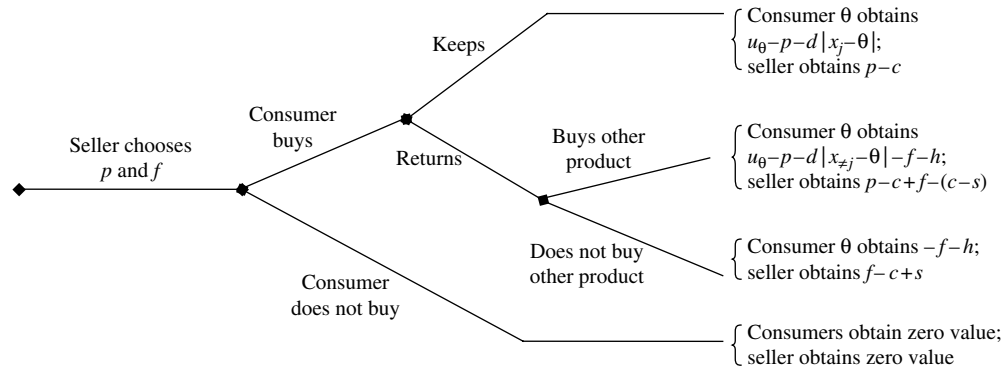 Seller chooses
p and f
Consumer
buys
Consumer
does not buy
Keeps
Returns
Buys other
product
Does not buy
other product
Consumer θ obtains
u_θ–p–d|x_j–θ|;
seller obtains p–c
Consumer θ obtains
u_θ–p–d|x_≠j–θ|–f–h;
seller obtains p–c+f–(c–s)
Consumer θ obtains –f–h;
seller obtains f–c+s
Consumers obtain zero value;
seller obtains zero value